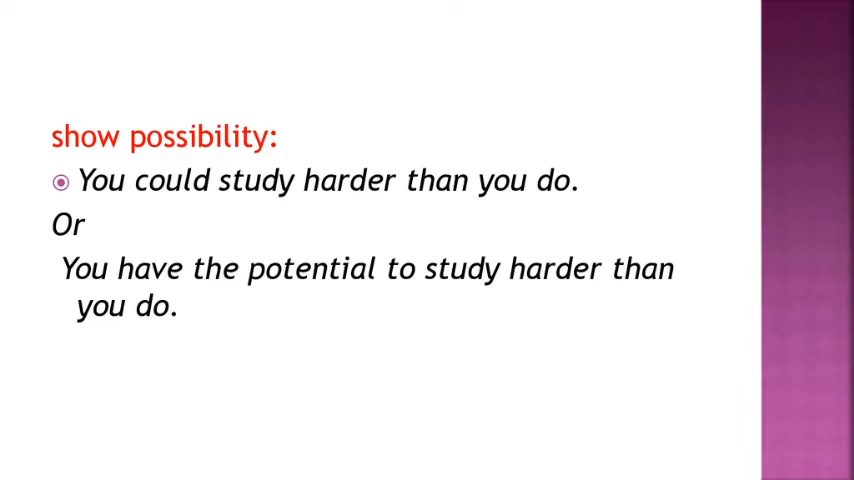 show possibility:
You could study harder than you do.
Or
You have the potential to study harder than
you do.